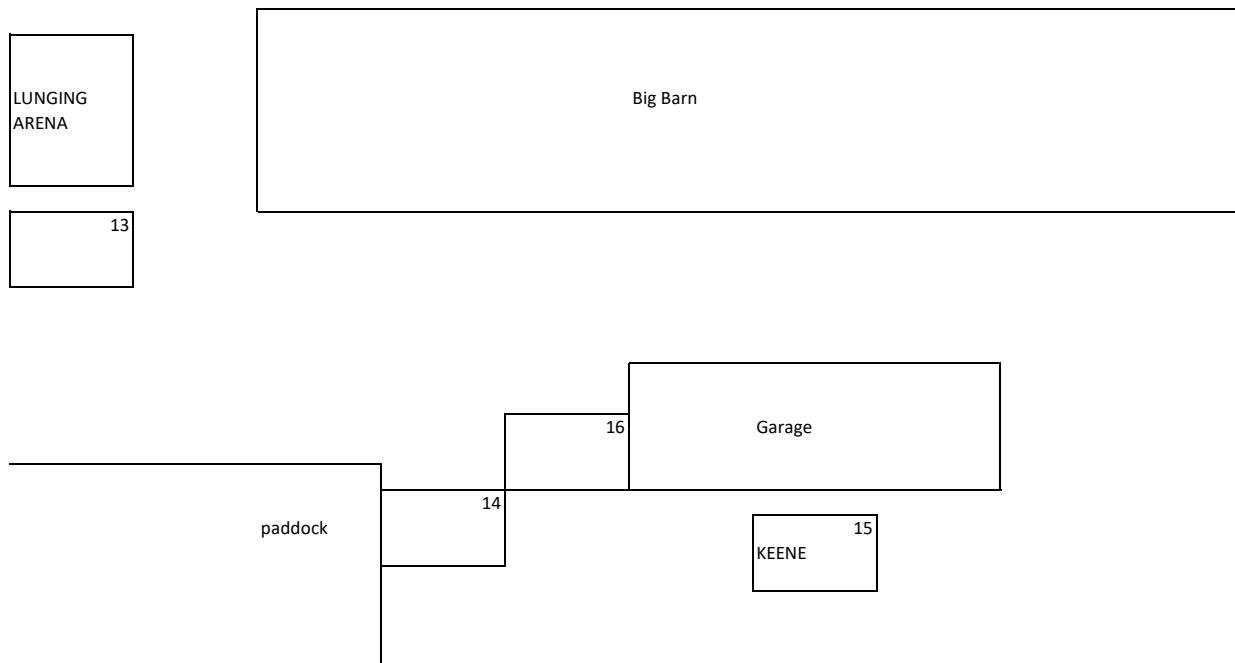 LUNGING
ARENA
Big Barn
13
16
Garage
14
paddock
15
KEENE